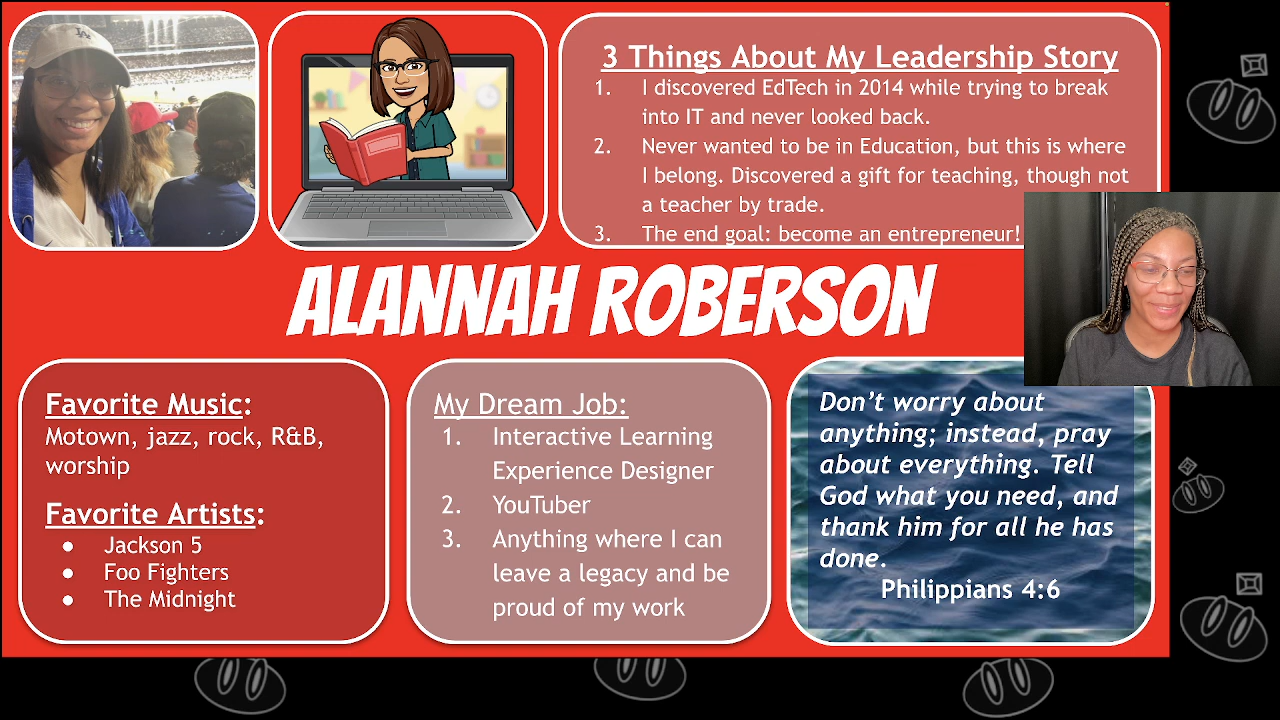 3 Things About My Leadership Story
1. I discovered EdTech in 2014 while trying to break
into IT and never looked back.
2. Never wanted to be in Education, but this is where
I belong. Discovered a gift for teaching, though not
a teacher by trade.
3. The end goal: become an entrepreneur!
ALANNAH ROBERSON
Favorite Music:
Motown, jazz, rock, R&B,
worship
Favorite Artists:
● Jackson 5
● Foo Fighters
● The Midnight
My Dream Job:
1. Interactive Learning
Experience Designer
2. YouTuber
3. Anything where I can
leave a legacy and be
proud of my work
Don’t worry about
anything; instead, pray
about everything. Tell
God what you need, and
thank him for all he has
done.
Philippians 4:6